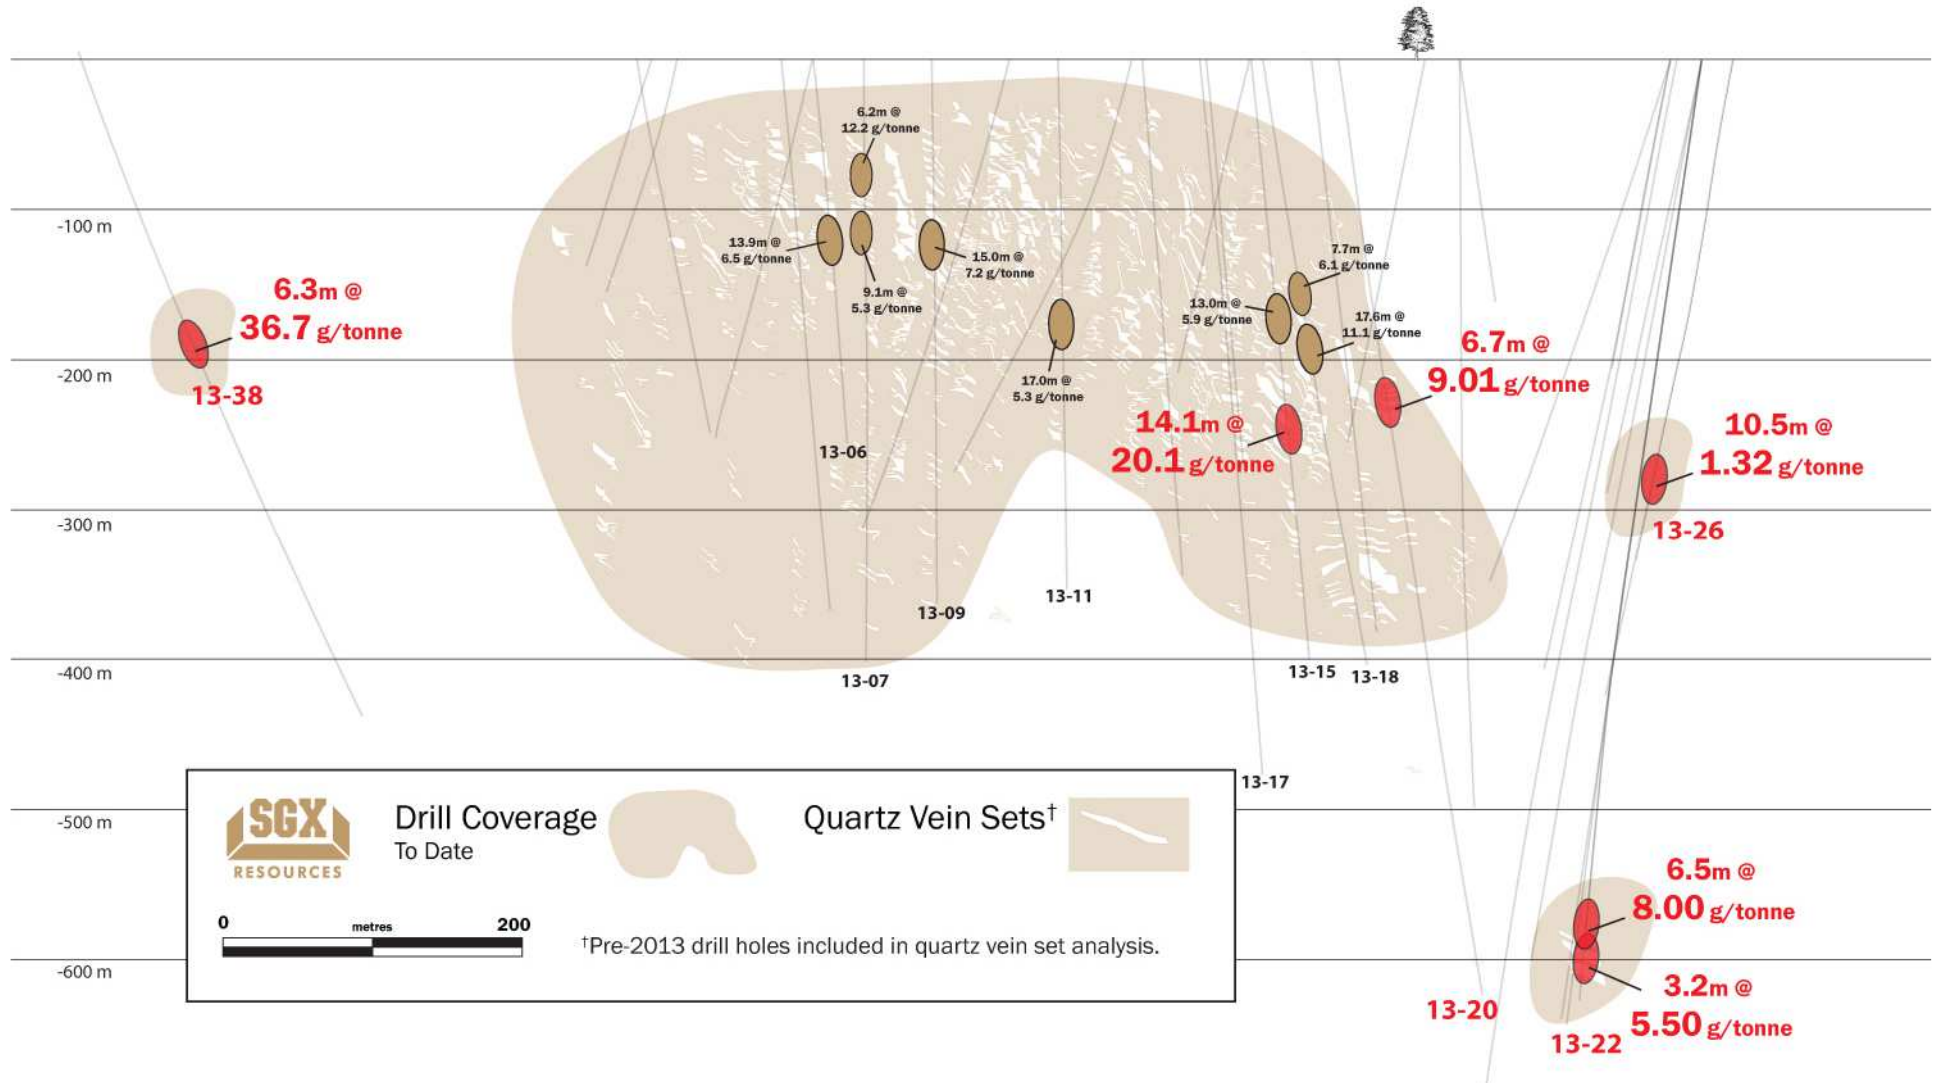 6.2m @
12.2 g/tonne
-100 m
13.9m @
6.5 g/tonne
15.0m @
7.2 g/tonne
9.1m @
5.3 g/tonne
7.7m @
6.1 g/tonne
13.0m @
5.9 g/tonne
17.6m @
11.1 g/tonne
6.3m @
36.7 g/tonne
13-38
-200 m
17.0m @
5.3 g/tonne
6.7m @
9.01 g/tonne
14.1m @
20.1 g/tonne
10.5m @
1.32 g/tonne
13-06
-300 m
13-26
13-11
13-09
-400 m
13-07
13-15
13-18
13-17
-500 m
SGX
RESOURCES
Drill Coverage
To Date
Quartz Vein Sets†
0 metres 200
†Pre-2013 drill holes included in quartz vein set analysis.
6.5m @
8.00 g/tonne
-600 m
3.2m @
5.50 g/tonne
13-20
13-22